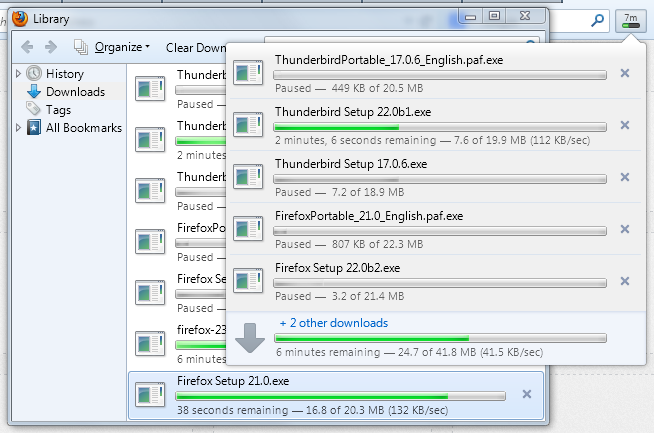 Library
7m
Organize
Clear Down
History
Downloads
Tags
All Bookmarks
Thunderb
Paused —
Thunderb
2 minutes
Thunderb
Paused —
FirefoxPo
Paused —
Firefox Se
Paused —
firefox-23
6 minutes
Firefox Setup 21.0.exe
38 seconds remaining — 16.8 of 20.3 MB (132 KB/sec)
ThunderbirdPortable_17.0.6_English.paf.exe
Paused — 449 KB of 20.5 MB
Thunderbird Setup 22.0b1.exe
2 minutes, 6 seconds remaining — 7.6 of 19.9 MB (112 KB/sec)
Thunderbird Setup 17.0.6.exe
Paused — 7.2 of 18.9 MB
FirefoxPortable_21.0_English.paf.exe
Paused — 807 KB of 22.3 MB
Firefox Setup 22.0b2.exe
Paused — 3.2 of 21.4 MB
+ 2 other downloads
6 minutes remaining — 24.7 of 41.8 MB (41.5 KB/sec)